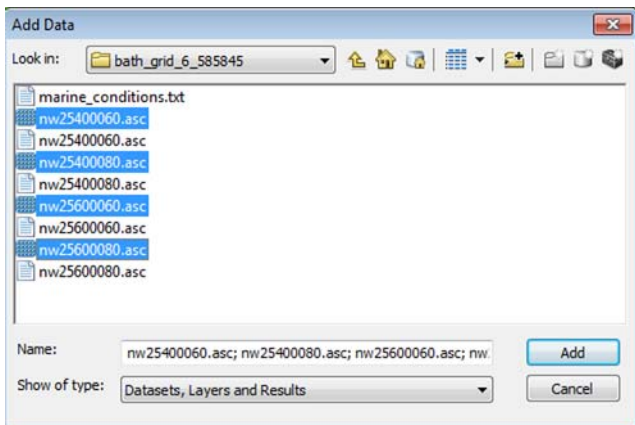 Add Data
Look in: bath_grid_6_585845
marine_conditions.txt
nw25400060.asc
nw25400060.asc
nw25400080.asc
nw25400080.asc
nw25600060.asc
nw25600060.asc
nw25600080.asc
nw25600080.asc
Name: nw25400060.asc; nw25400080.asc; nw25600060.asc; nw
Add
Show of type: Datasets, Layers and Results
Cancel